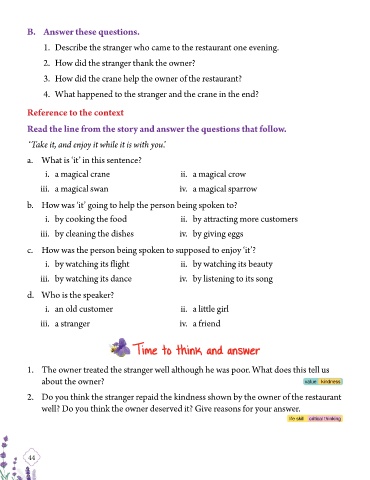 B. Answer these questions.
1. Describe the stranger who came to the restaurant one evening.
2. How did the stranger thank the owner?
3. How did the crane help the owner of the restaurant?
4. What happened to the stranger and the crane in the end?
Reference to the context
Read the line from the story and answer the questions that follow.
‘Take it, and enjoy it while it is with you.’
a. What is ‘it’ in this sentence?
i. a magical crane ii. a magical crow
iii. a magical swan iv. a magical sparrow
b. How was ‘it’ going to help the person being spoken to?
i. by cooking the food ii. by attracting more customers
iii. by cleaning the dishes iv. by giving eggs
c. How was the person being spoken to supposed to enjoy ‘it’?
i. by watching its flight ii. by watching its beauty
iii. by watching its dance iv. by listening to its song
d. Who is the speaker?
i. an old customer ii. a little girl
iii. a stranger iv. a friend
Time to think and answer
1. The owner treated the stranger well although he was poor. What does this tell us
about the owner? value kindness
2. Do you think the stranger repaid the kindness shown by the owner of the restaurant
well? Do you think the owner deserved it? Give reasons for your answer.
life skill critical thinking
44